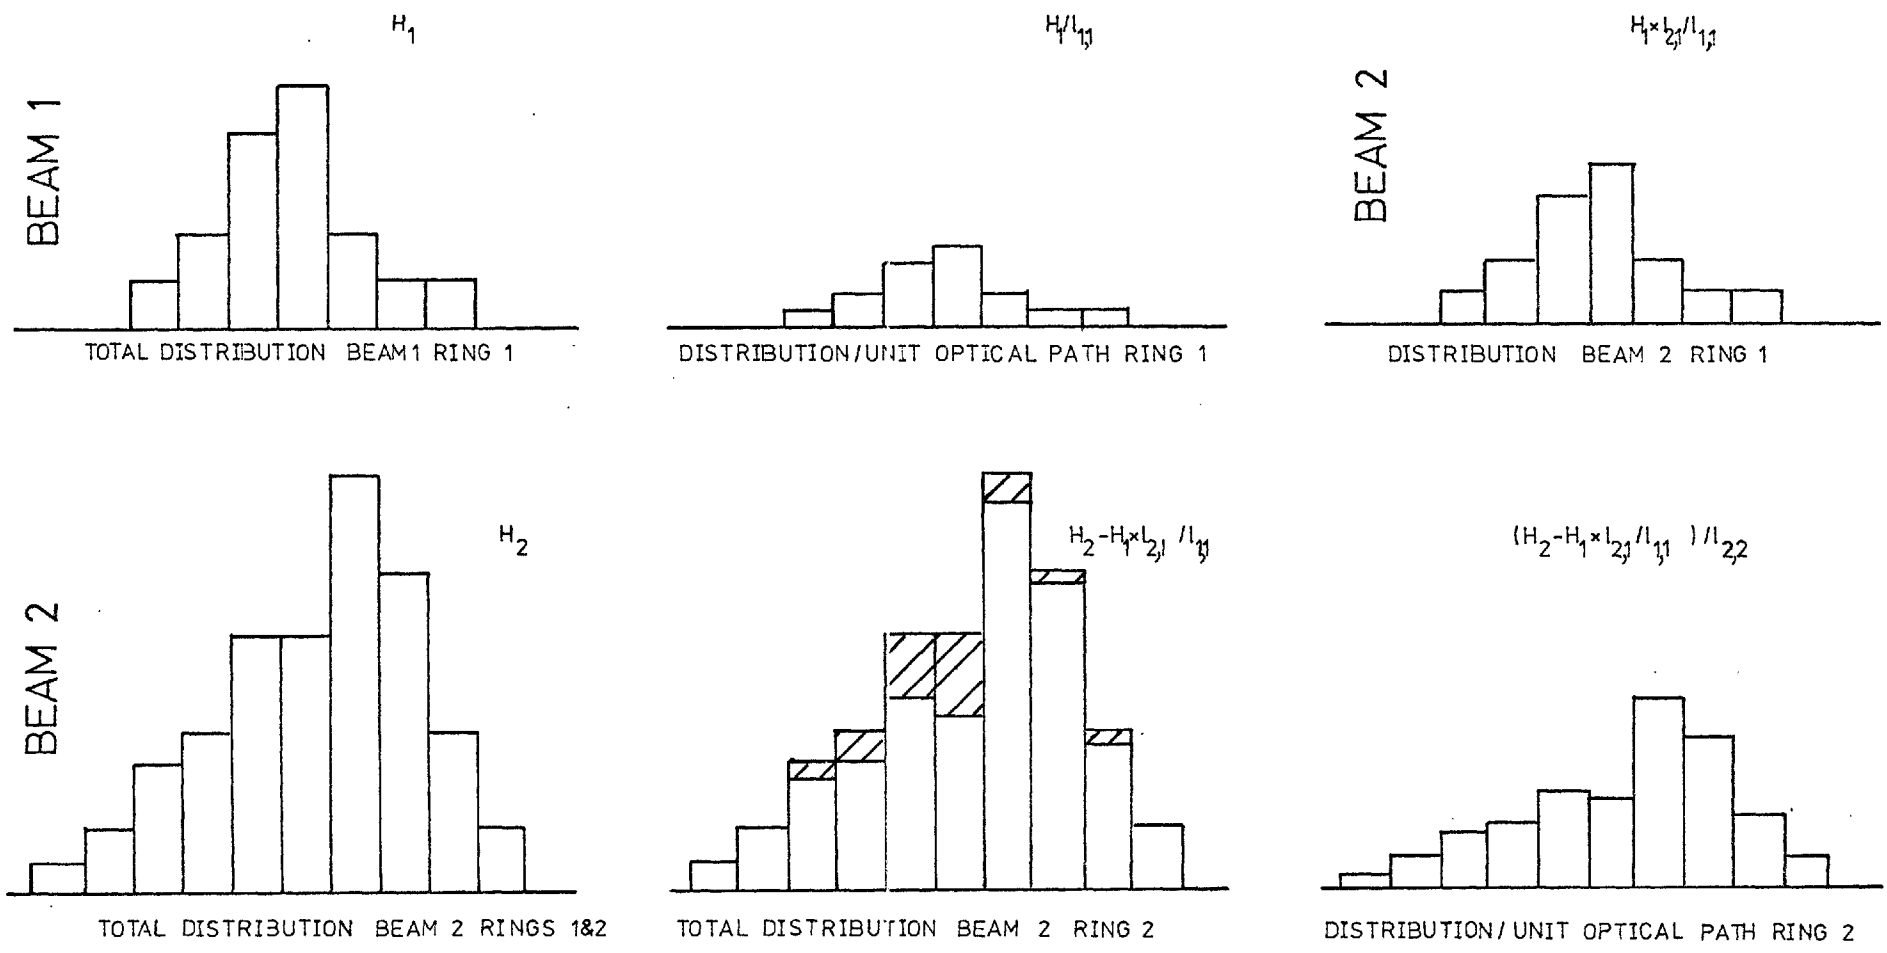 H₁
H₁/l₁,₁
H₁×l₂,₁/l₁,₁
BEAM 1
BEAM 2
TOTAL DISTRIBUTION BEAM 1 RING 1
DISTRIBUTION/UNIT OPTICAL PATH RING 1
DISTRIBUTION BEAM 2 RING 1
H₂
H₂-H₁×l₂,₁/l₁,₁
(H₂-H₁×l₂,₁/l₁,₁)/l₂,₂
BEAM 2
TOTAL DISTRIBUTION BEAM 2 RINGS 1&2
TOTAL DISTRIBUTION BEAM 2 RING 2
DISTRIBUTION/UNIT OPTICAL PATH RING 2